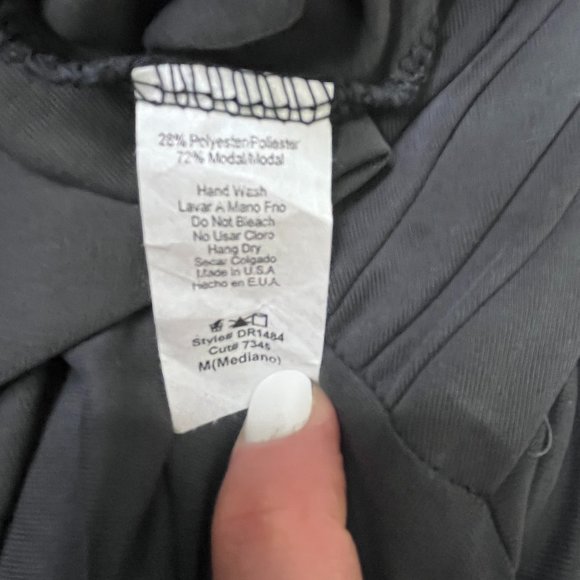 28% Polyester/Poliester
72% Modal/Modal
Hand Wash
Lavar A Mano Frio
Do Not Bleach
No Usar Cloro
Hang Dry
Secar Colgado
Made In U.S.A
Hecho en E.U.A.
Style# DR1484
Cut# 7345
M(Mediano)